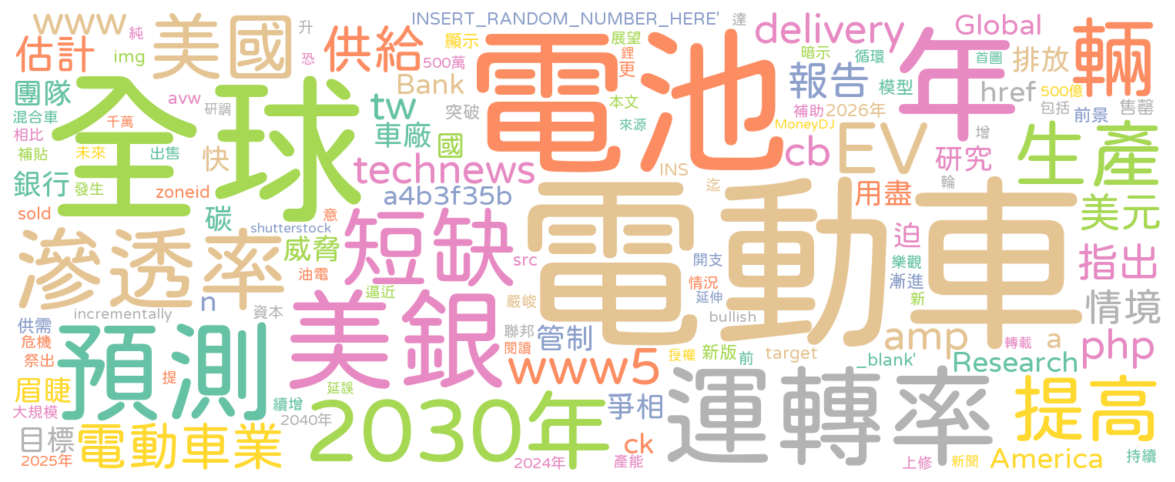 INSERT_RANDOM_NUMBER_HERE'
達
www
純
升
美國
供給
顯示
展望
delivery
Global
年
輛
估計
img
恐
500萬
鋰
更
電池
暗示
循環
首圖
排放
報告
模型
500億
href
團隊
avw
研調
Bank
tw
突破
本文
補助
2026年
包括
前景
售罄
混合車
千萬
全球
車廠
國
來源
MoneyDJ
EV
增
生產
相比
補貼
未來
出售
快
technews
cb
研究
銀行
發生
zoneid
INS
迄
輪
a4b3f35b
用盡
美元
sold
碳
shutterstock
意
威脅
短缺
電動車
迫
指出
滲透率
油電
src
開支
樂觀
情況
漸進
n
逼近
嚴峻
延伸
新
情境
incrementally
資本
bullish
供需
危機
預測
美銀
聯邦
管制
amp
a
php
祭出
閱讀
授權
新版
前
target
_blank'
轉載
Research
眉睫
提
www5
大規模
續增
延誤
2030年
爭相
運轉率
提高
2040年
目標
電動車業
ck
2025年
2024年
產能
上修
新聞
America
持續